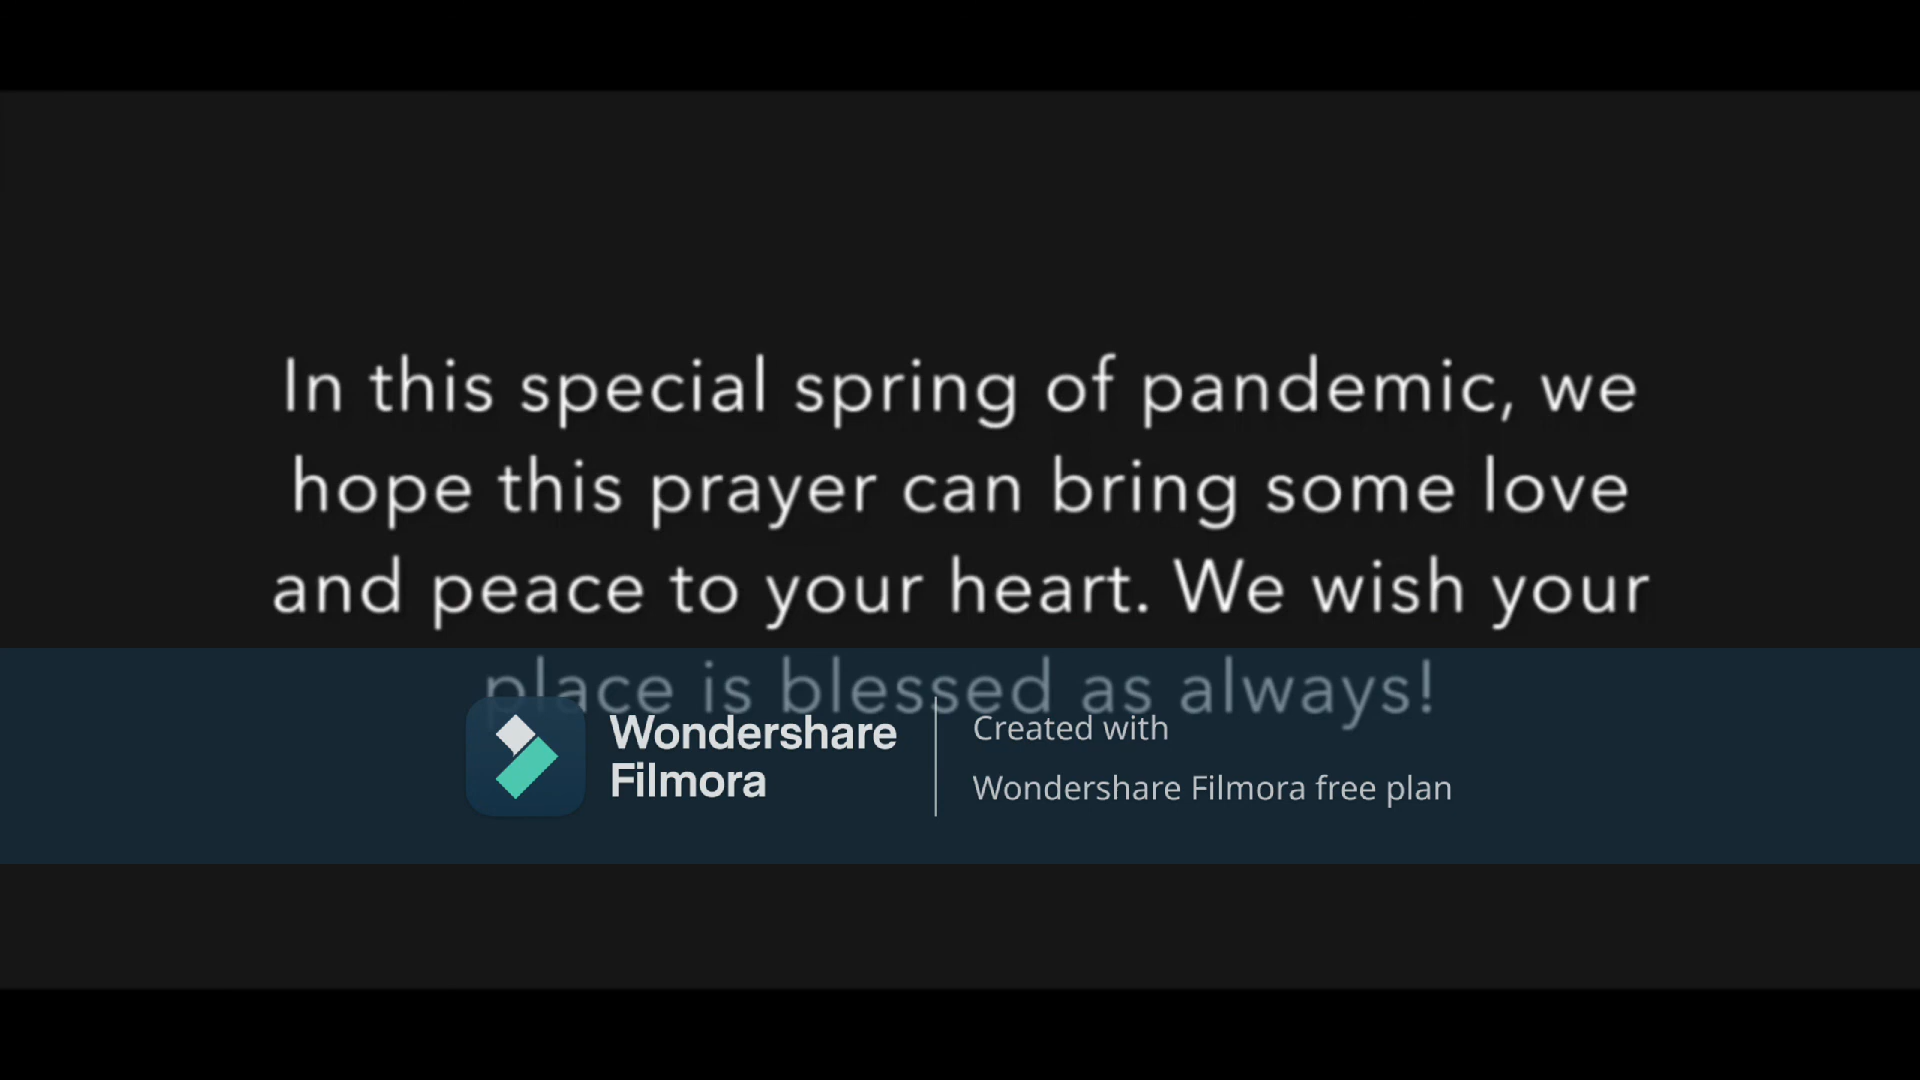 In this special spring of pandemic, we
hope this prayer can bring some love
and peace to your heart. We wish your
place is blessed as always!
Wondershare
Filmora
Created with
Wondershare Filmora free plan